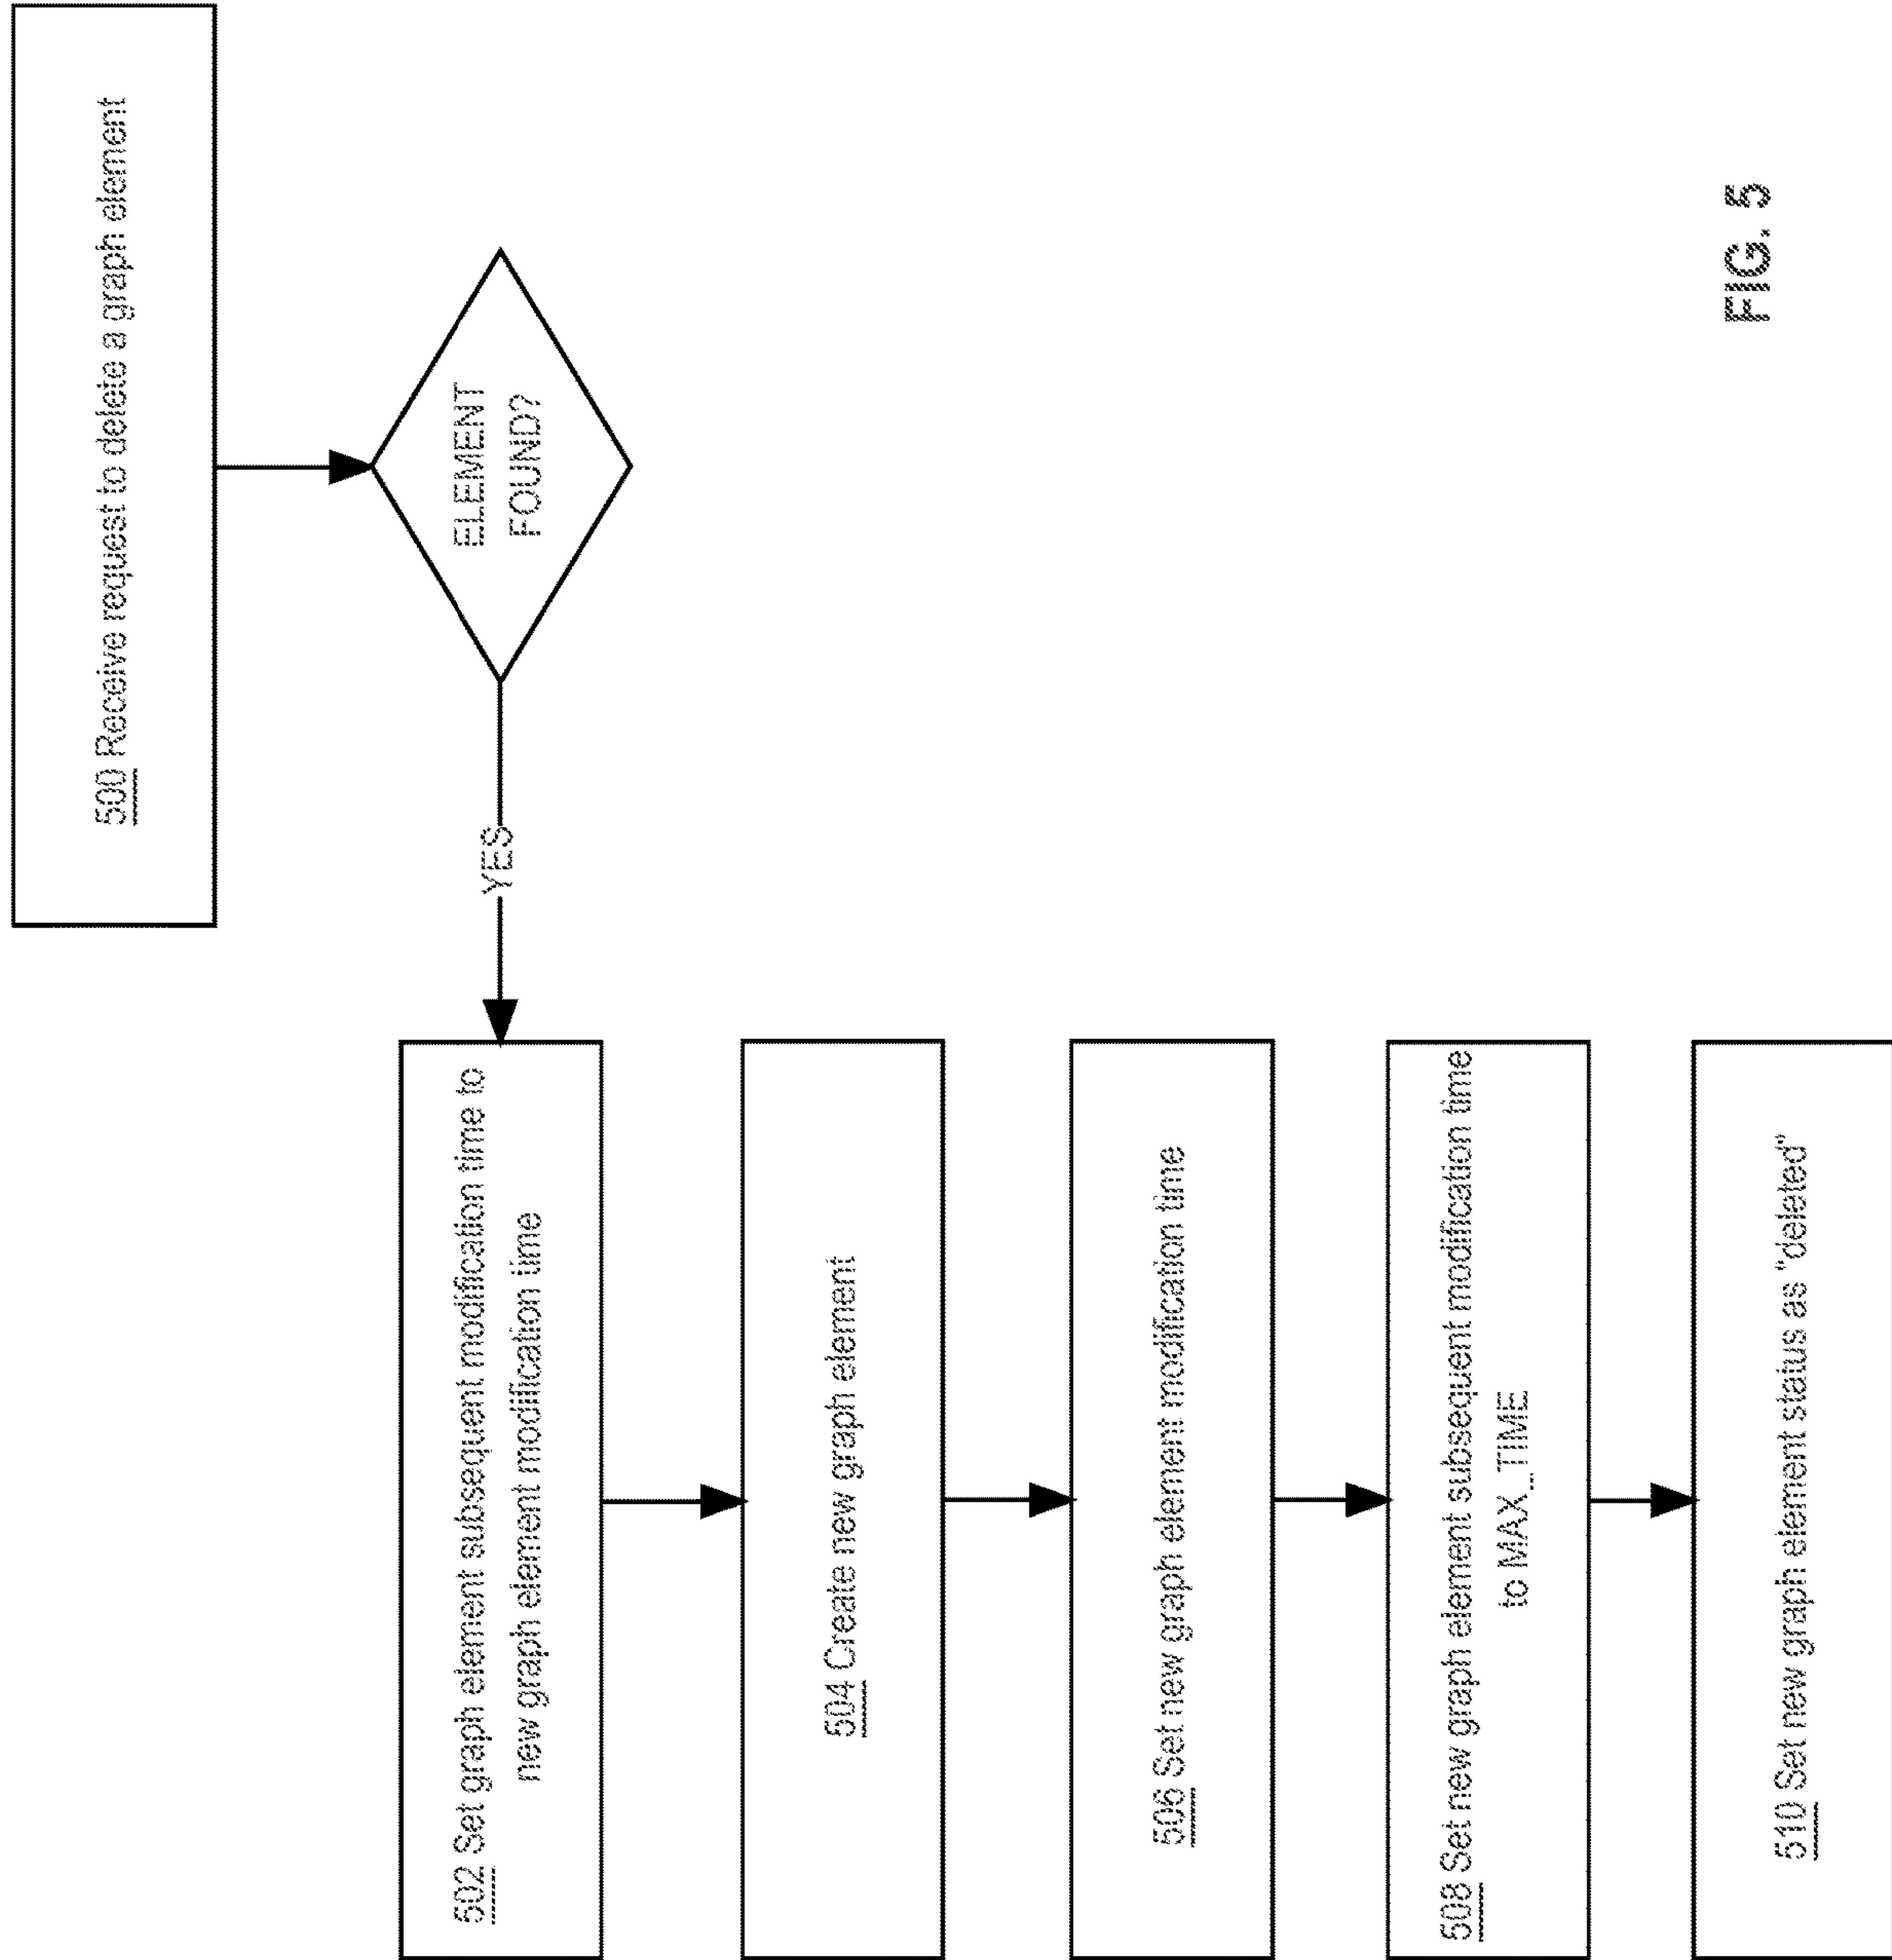 500 Receive request to delete a graph element
ELEMENT
FOUND?
YES
502 Set graph element subsequent modification time to
new graph element modification time
504 Create new graph element
506 Set new graph element modification time
508 Set new graph element subsequent modification time
to MAX_TIME
510 Set new graph element status as "deleted"
FIG. 5